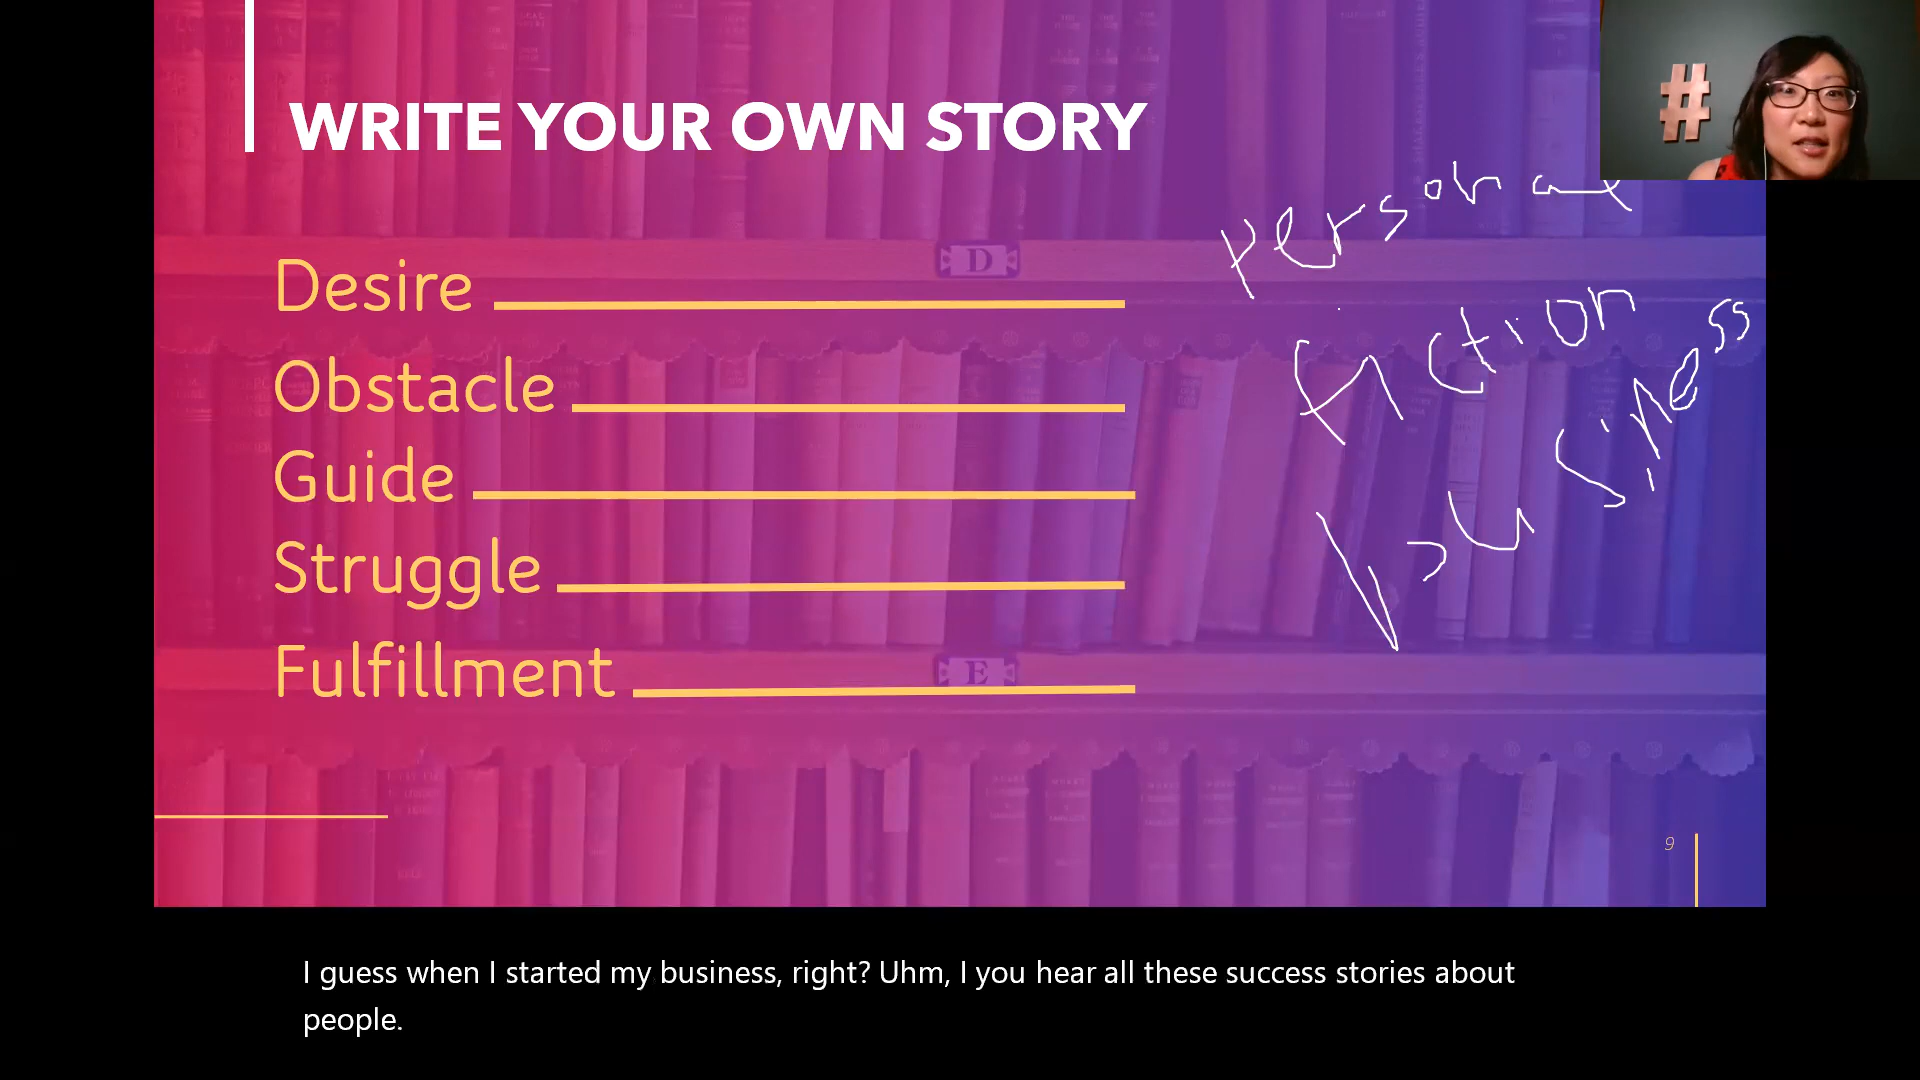 WRITE YOUR OWN STORY
#
Personal
D
Desire
Fiction
Obstacle
Business
Guide
Struggle
Fulfillment
E
9
I guess when I started my business, right? Uhm, I you hear all these success stories about
people.